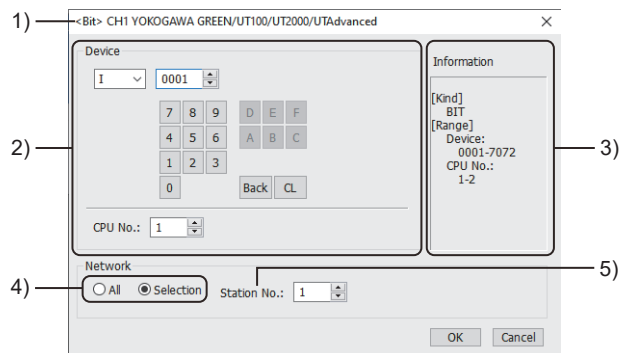 1)
<Bit> CH1 YOKOGAWA GREEN/UT100/UT2000/UTAdvanced
Device
I 0001
7 8 9 D E F
4 5 6 A B C
1 2 3
0 Back CL
CPU No.: 1
2)
Information
[Kind]
BIT
[Range]
Device:
0001-7072
CPU No.:
1-2
3)
Network
4) All Selection Station No.: 1
5)
OK Cancel